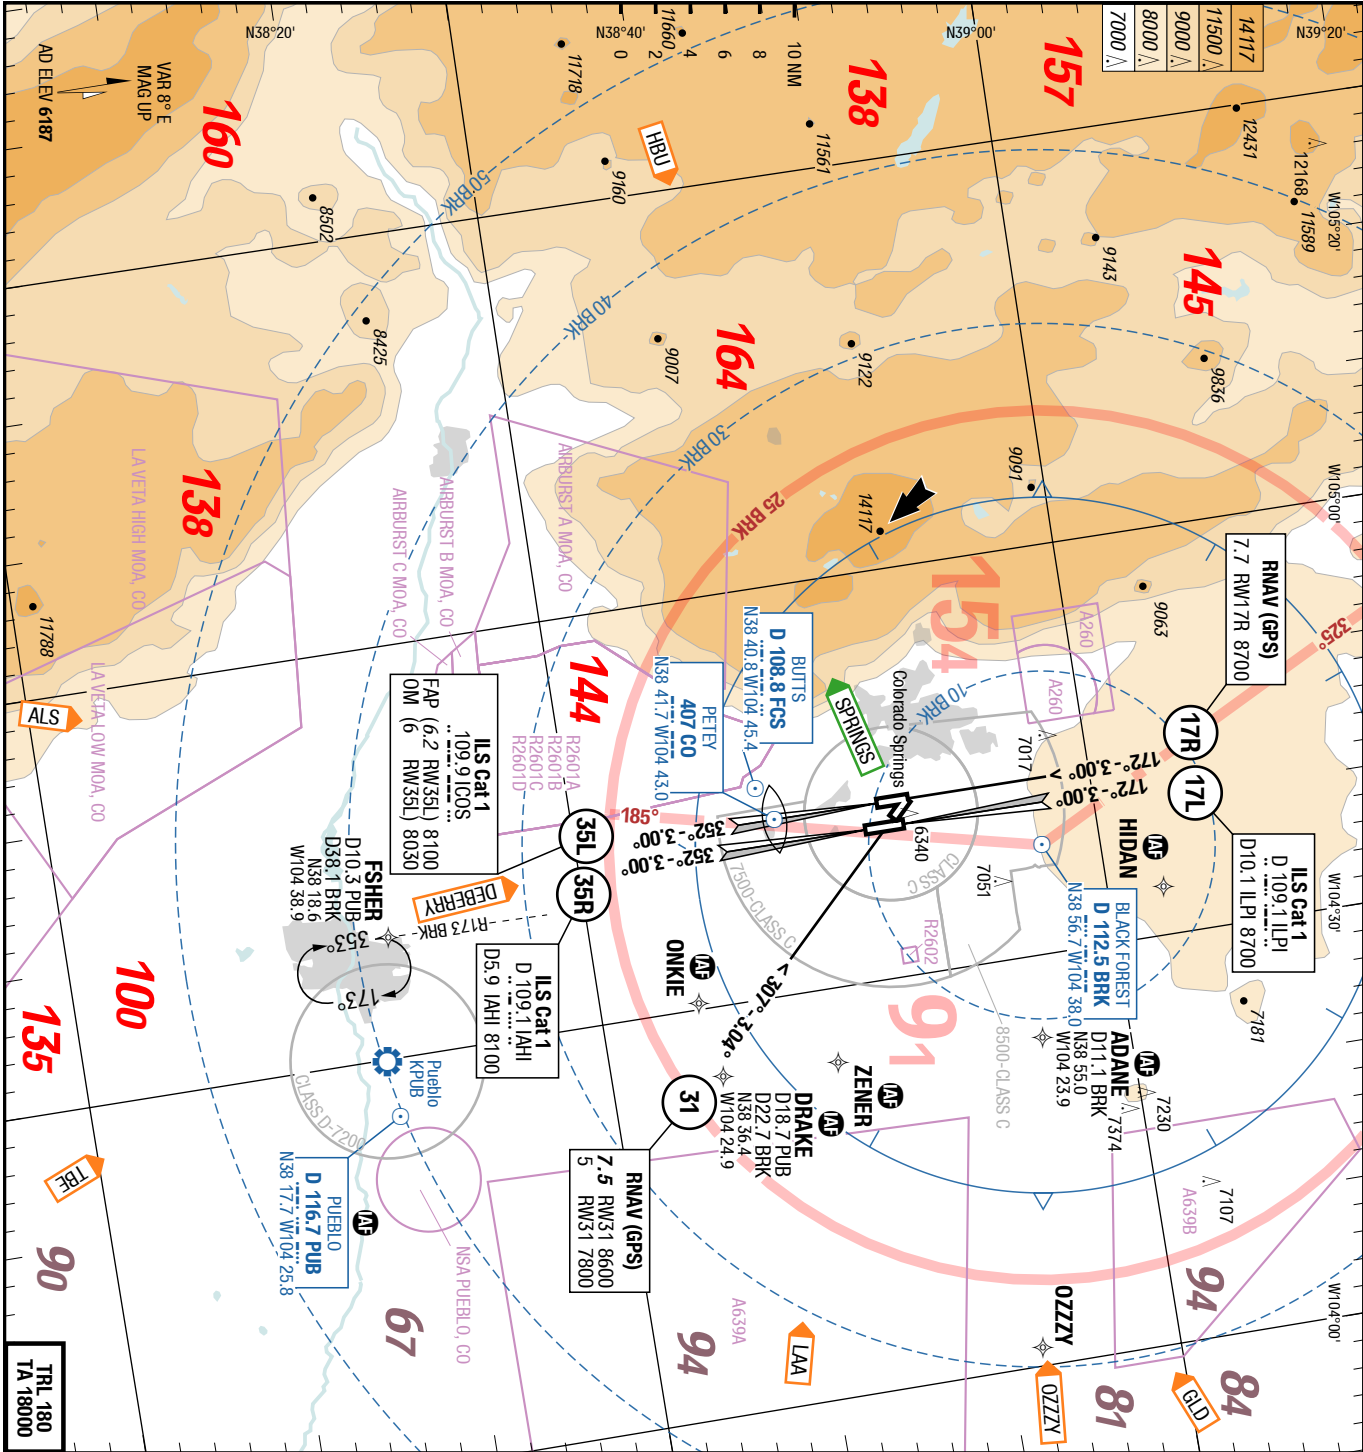 14117
11500
9000
8000
7000
N38°20'
N38°40'
N39°00'
N39°20'
W105°20'
W105°00'
W104°30'
W104°00'
0
2
4
6
8
10 NM
AD ELEV 6187
VAR 8° E
MAG UP
160
138
157
145
164
138
144
154
100
135
90
67
91
94
94
81
84
11660
11718
11561
9160
8502
8425
9007
9122
12431
12168
11589
9143
9836
9091
14117
9063
11788
7017
6340
7051
7181
7230
7374
7107
HBU
50 BRK
40 BRK
30 BRK
25 BRK
10 BRK
325°
185°
LA VETA HIGH MOA, CO
LA VETA LOW MOA, CO
AIRBURST A MOA, CO
AIRBURST B MOA, CO
AIRBURST C MOA, CO
R2601A
R2601B
R2601C
R2601D
A260
A260
R2602
A639B
A639A
NSA PUEBLO, CO
RNAV (GPS)
7.7 RW17R 8700
17R
17L
ILS Cat 1
D 109.1 ILPI
D10.1 ILPI 8700
172°-3.00°
172°-3.00°
352°-3.00°
352°-3.00°
307°-3.04°
BUTTS
D 108.8 FCS
N38 40.8 W104 45.4
PETEY
407 CO
N38 41.7 W104 43.0
SPRINGS
Colorado Springs
CLASS C
7500-CLASS C
8500-CLASS C
BLACK FOREST
D 112.5 BRK
N38 56.7 W104 38.0
IAF
HIDAN
IAF
ADANE
D11.1 BRK
N38 55.0
W104 23.9
IAF
ZENER
IAF
DRAKE
D18.7 PUB
D22.7 BRK
N38 36.4
W104 24.9
IAF
ONKIE
OZZZY
OZZZY
GLD
LAA
TBE
ALS
DEBERRY
R173 BRK
ILS Cat 1
109.9 ICOS
FAP (6.2 RW35L) 8100
OM (6 RW35L) 8030
35L
35R
ILS Cat 1
D 109.1 IAHI
D5.9 IAHI 8100
FSHER
D10.3 PUB
D38.1 BRK
N38 18.6
W104 38.9
353°
173°
Pueblo
KPUB
CLASS D-7200
IAF
PUEBLO
D 116.7 PUB
N38 17.7 W104 25.8
31
RNAV (GPS)
7.5 RW31 8600
5 RW31 7800
TRL 180
TA 18000